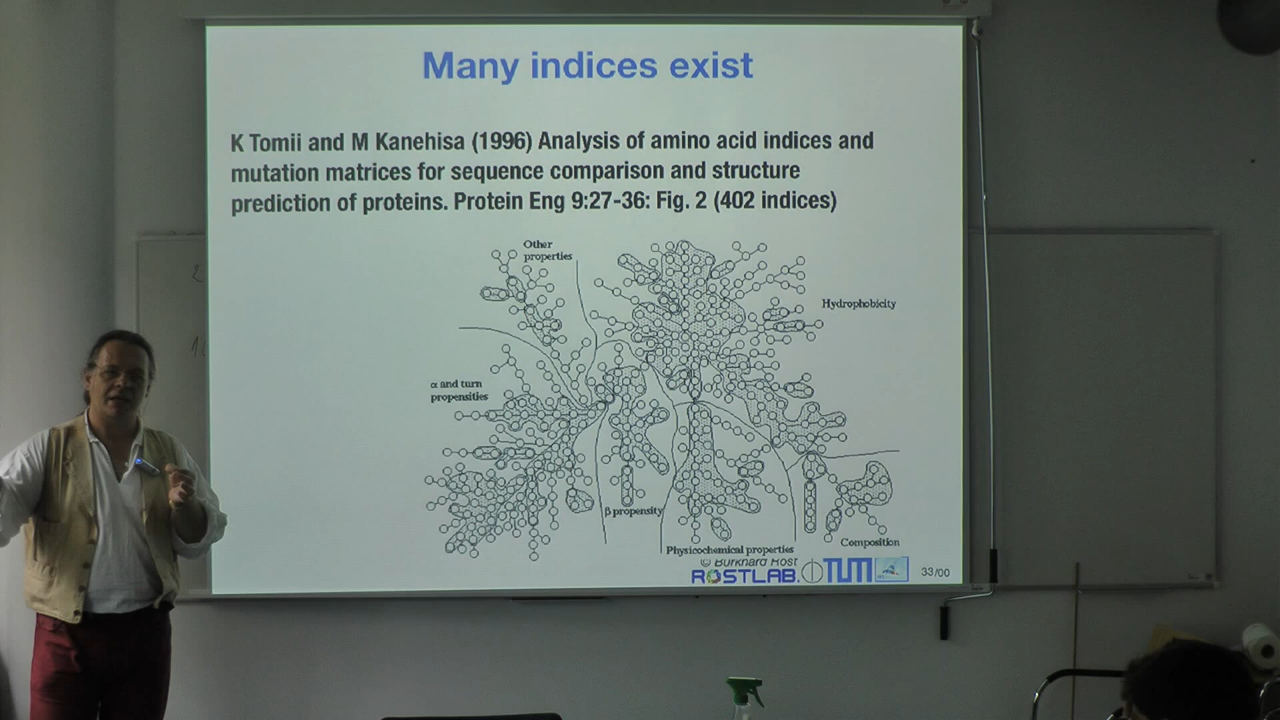 Many indices exist
K Tomii and M Kanehisa (1996) Analysis of amino acid indices and
mutation matrices for sequence comparison and structure
prediction of proteins. Protein Eng 9:27-36: Fig. 2 (402 indices)
Other
properties
Hydrophobicity
α and turn
propensities
β propensity
Physicochemical properties
Composition
© Burkhard Rost
ROSTLAB. TUM
33/00